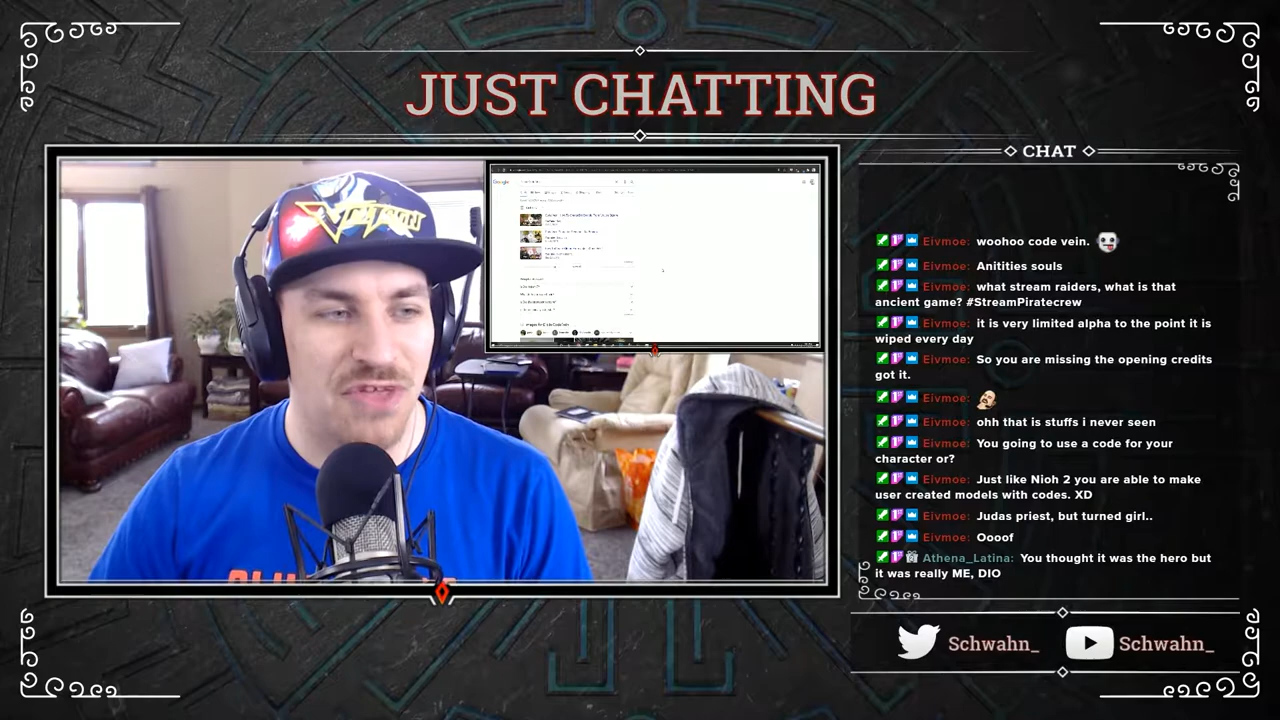 JUST CHATTING
CHAT
Eivmoe: woohoo code vein.
Eivmoe: Anitities souls
Eivmoe: what stream raiders, what is that
ancient game? #StreamPiratecrew
Eivmoe: it is very limited alpha to the point it is
wiped every day
Eivmoe: So you are missing the opening credits
got it.
Eivmoe:
Eivmoe: ohh that is stuffs i never seen
Eivmoe: You going to use a code for your
character or?
Eivmoe: Just like Nioh 2 you are able to make
user created models with codes. XD
Eivmoe: Judas priest, but turned girl..
Eivmoe: Oooof
Athena_Latina: You thought it was the hero but
it was really ME, DIO
Schwahn_
Schwahn_
Google